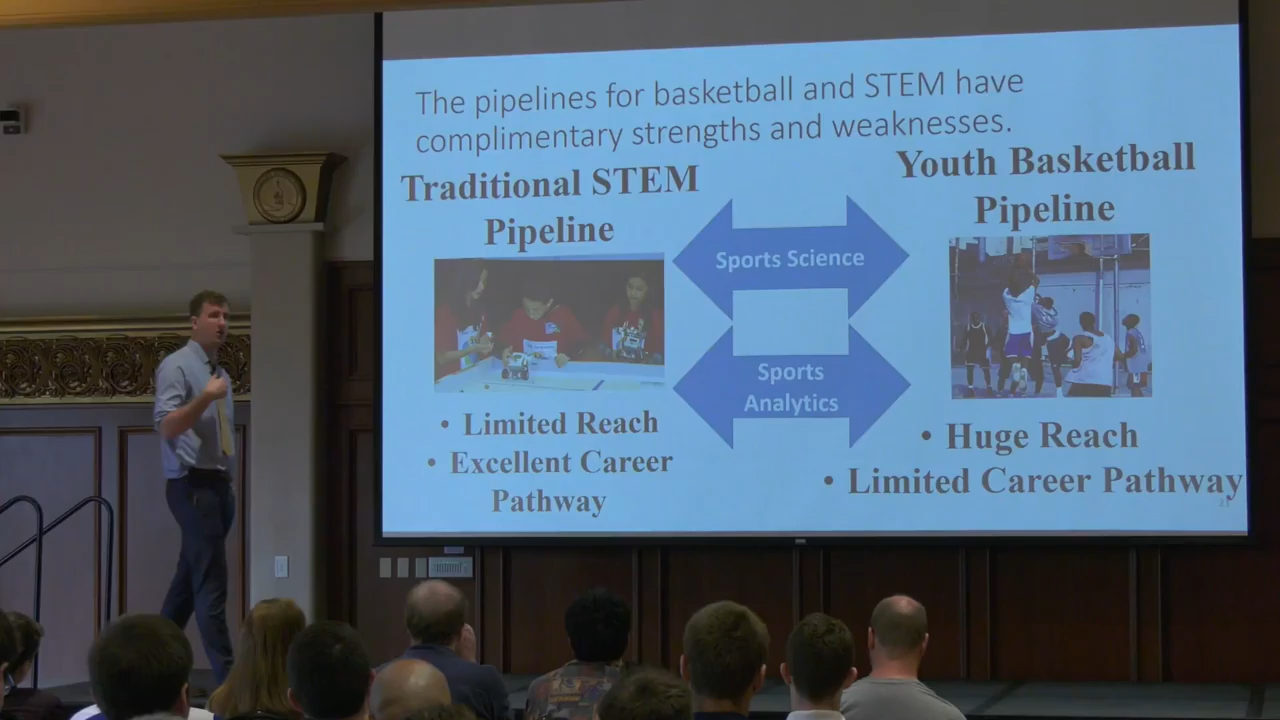 The pipelines for basketball and STEM have
complimentary strengths and weaknesses.
Traditional STEM
Pipeline
Youth Basketball
Pipeline
Sports Science
Sports
Analytics
• Limited Reach
• Excellent Career
Pathway
• Huge Reach
• Limited Career Pathway
21